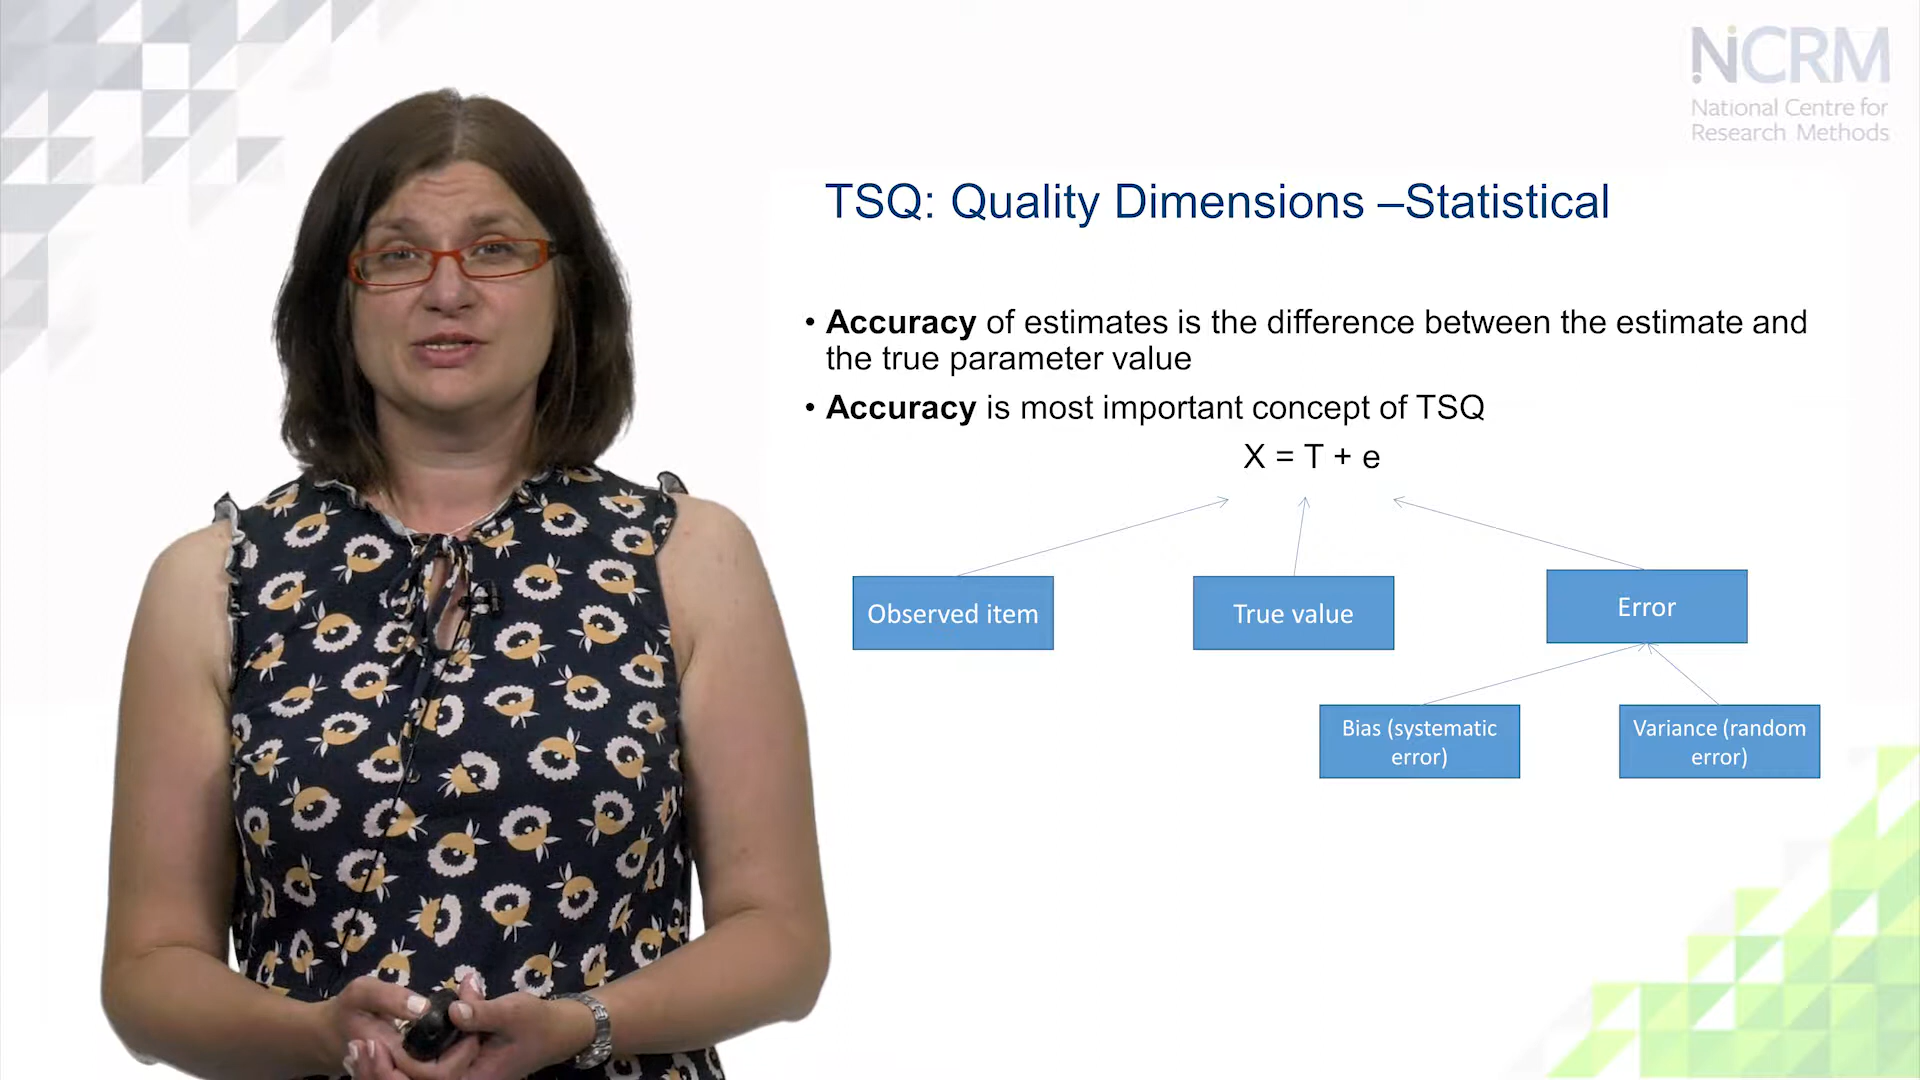 NCRM
National Centre for
Research Methods
TSQ: Quality Dimensions –Statistical
• Accuracy of estimates is the difference between the estimate and
the true parameter value
• Accuracy is most important concept of TSQ
X = T + e
Observed item
True value
Error
Bias (systematic
error)
Variance (random
error)